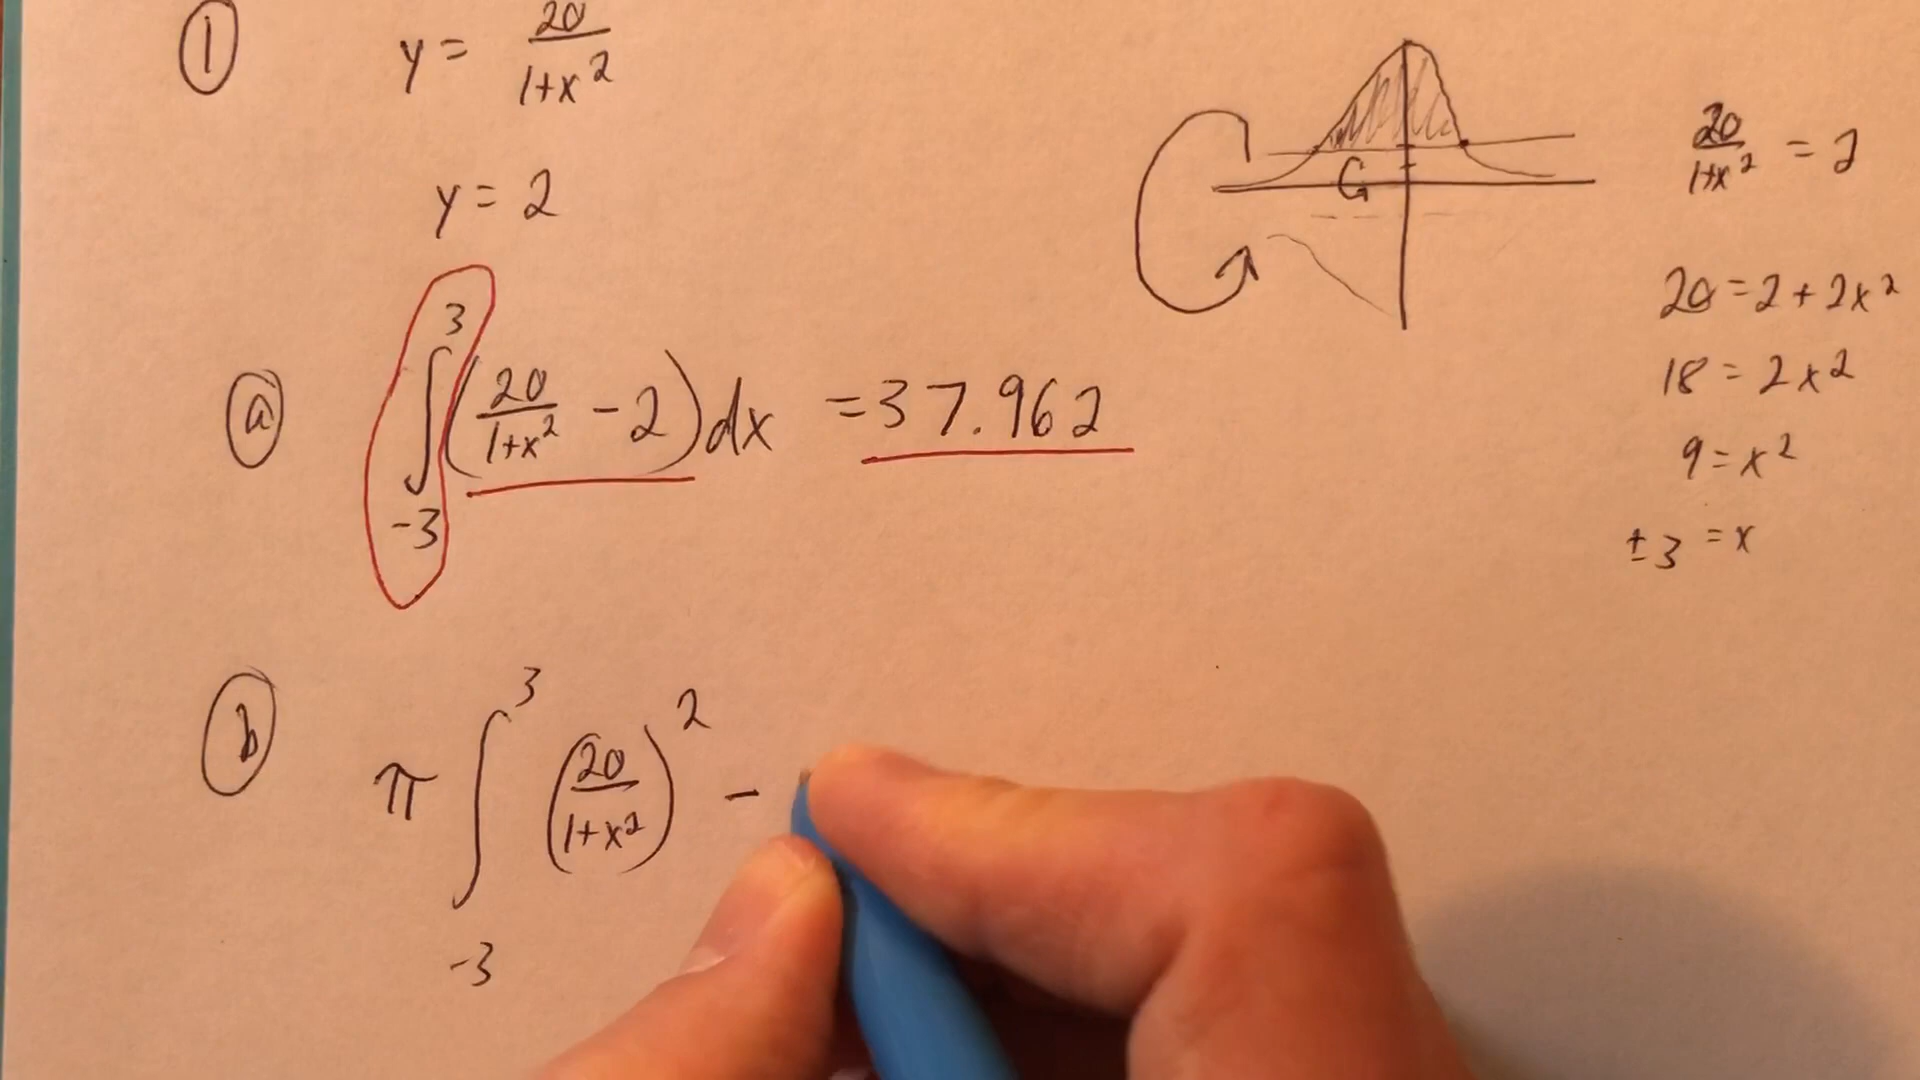 ① y = 20/(1+x²)
y = 2
ⓐ ∫₋₃³ (20/(1+x²) - 2) dx = 37.962
ⓑ π ∫₋₃³ (20/(1+x²))² -
G
20/(1+x²) = 2
20 = 2 + 2x²
18 = 2x²
9 = x²
±3 = x